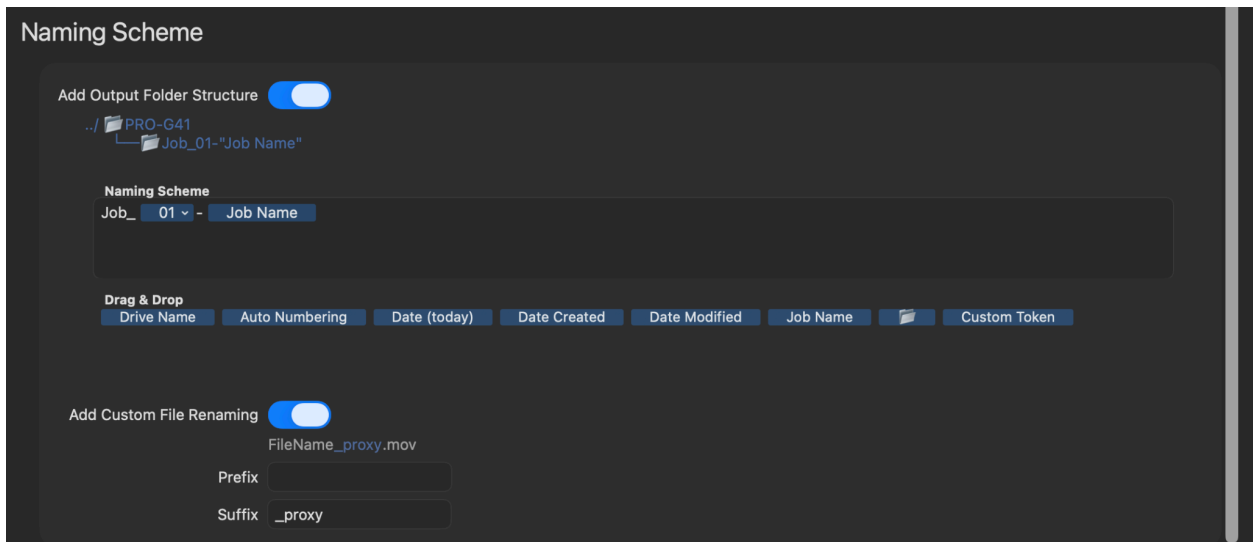 Naming Scheme
Add Output Folder Structure
../ PRO-G41
Job_01-"Job Name"
Naming Scheme
Job_ 01 - Job Name
Drag & Drop
Drive Name Auto Numbering Date (today) Date Created Date Modified Job Name Custom Token
Add Custom File Renaming
FileName_proxy.mov
Prefix
Suffix _proxy